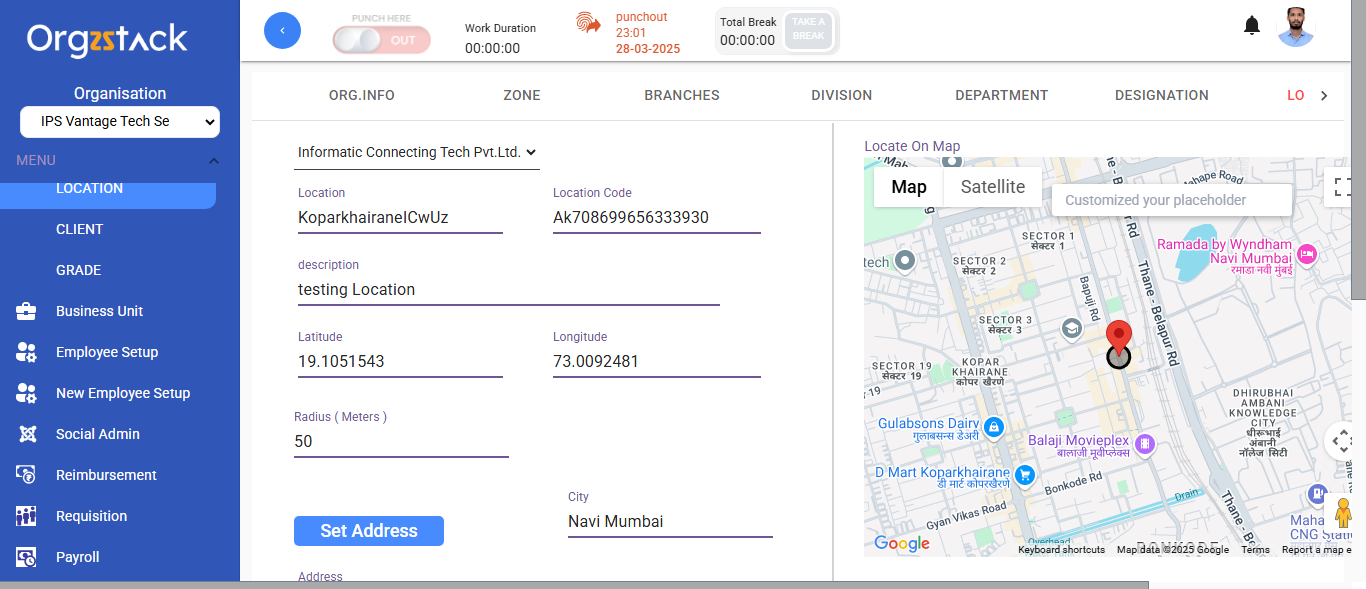 Orgzstack
Organisation
IPS Vantage Tech Se
MENU
LOCATION
CLIENT
GRADE
Business Unit
Employee Setup
New Employee Setup
Social Admin
Reimbursement
Requisition
Payroll
PUNCH HERE
OUT
Work Duration
00:00:00
punchout
23:01
28-03-2025
Total Break
00:00:00
TAKE A
BREAK
ORG.INFO
ZONE
BRANCHES
DIVISION
DEPARTMENT
DESIGNATION
LO
Informatic Connecting Tech Pvt.Ltd.
Location
KoparkhairaneICwUz
Location Code
Ak708699656333930
description
testing Location
Latitude
19.1051543
Longitude
73.0092481
Radius ( Meters )
50
Set Address
City
Navi Mumbai
Address
Locate On Map
Map
Satellite
Customized your placeholder
Mahape Road
SECTOR 1
सेक्टर 1
Ramada by Wyndham
Navi Mumbai
रमाडा नवी मुंबई
tech
SECTOR 2
सेक्टर 2
Bapuji Rd
Thane - Belapur Rd
SECTOR 3
सेक्टर 3
KOPAR
KHAIRANE
कोपर खैरणे
SECTOR 19
सेक्टर 19
19
DHIRUBHAI
AMBANI
KNOWLEDGE
CITY
धीरूभाई
अंबानी
नॉलेज सिटी
Gulabsons Dairy
गुलाबसन्स डेअरी
Balaji Movieplex
बालाजी मूवीप्लेक्स
D Mart Koparkhairane
डी मार्ट कोपरखैरणे
Bonkode Rd
Drain
Gyan Vikas Road
Thane - Be
Maha
CNG Stati
Overhead
BONKODE
Google
Keyboard shortcuts
Map data ©2025 Google
Terms
Report a map e